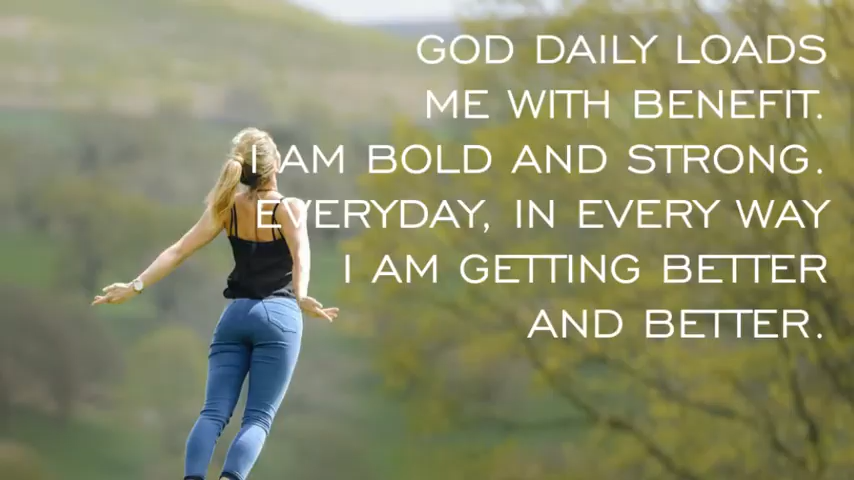 GOD DAILY LOADS
ME WITH BENEFIT.
I AM BOLD AND STRONG.
EVERYDAY, IN EVERY WAY
I AM GETTING BETTER
AND BETTER.